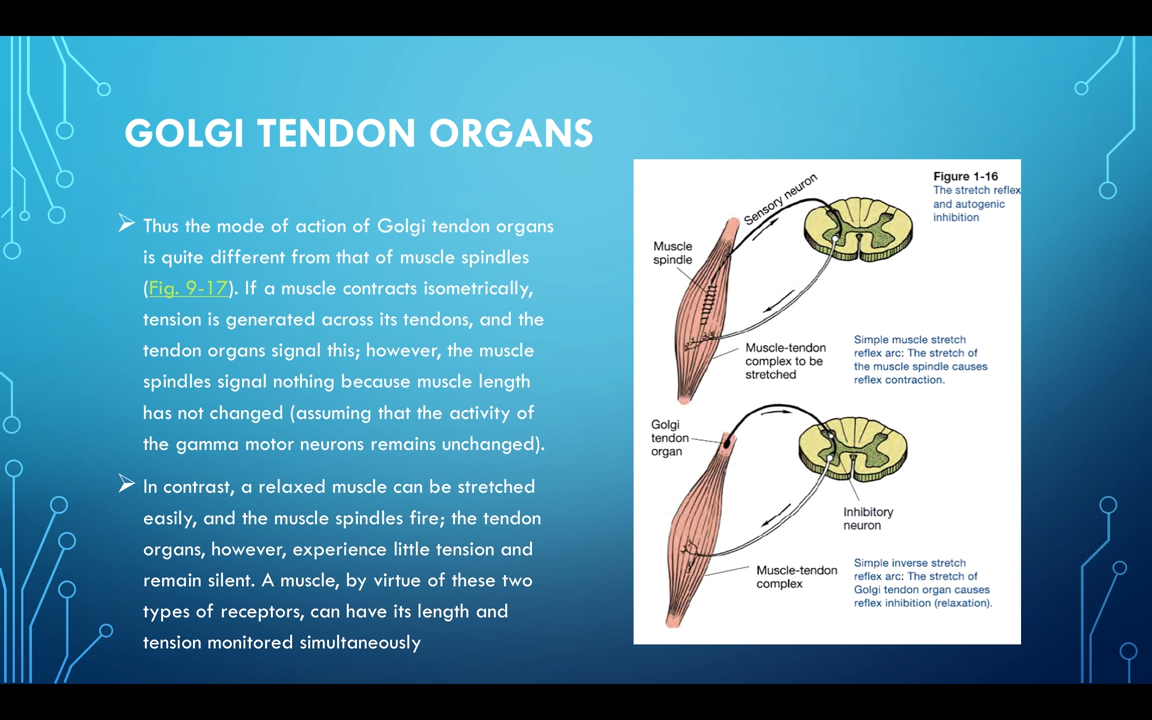 GOLGI TENDON ORGANS
Thus the mode of action of Golgi tendon organs
is quite different from that of muscle spindles
(Fig. 9-17). If a muscle contracts isometrically,
tension is generated across its tendons, and the
tendon organs signal this; however, the muscle
spindles signal nothing because muscle length
has not changed (assuming that the activity of
the gamma motor neurons remains unchanged).
In contrast, a relaxed muscle can be stretched
easily, and the muscle spindles fire; the tendon
organs, however, experience little tension and
remain silent. A muscle, by virtue of these two
types of receptors, can have its length and
tension monitored simultaneously
Figure 1-16
The stretch reflex
and autogenic
inhibition
Sensory neuron
Muscle
spindle
Muscle-tendon
complex to be
stretched
Simple muscle stretch
reflex arc: The stretch of
the muscle spindle causes
reflex contraction.
Golgi
tendon
organ
Inhibitory
neuron
Muscle-tendon
complex
Simple inverse stretch
reflex arc: The stretch of
Golgi tendon organ causes
reflex inhibition (relaxation).